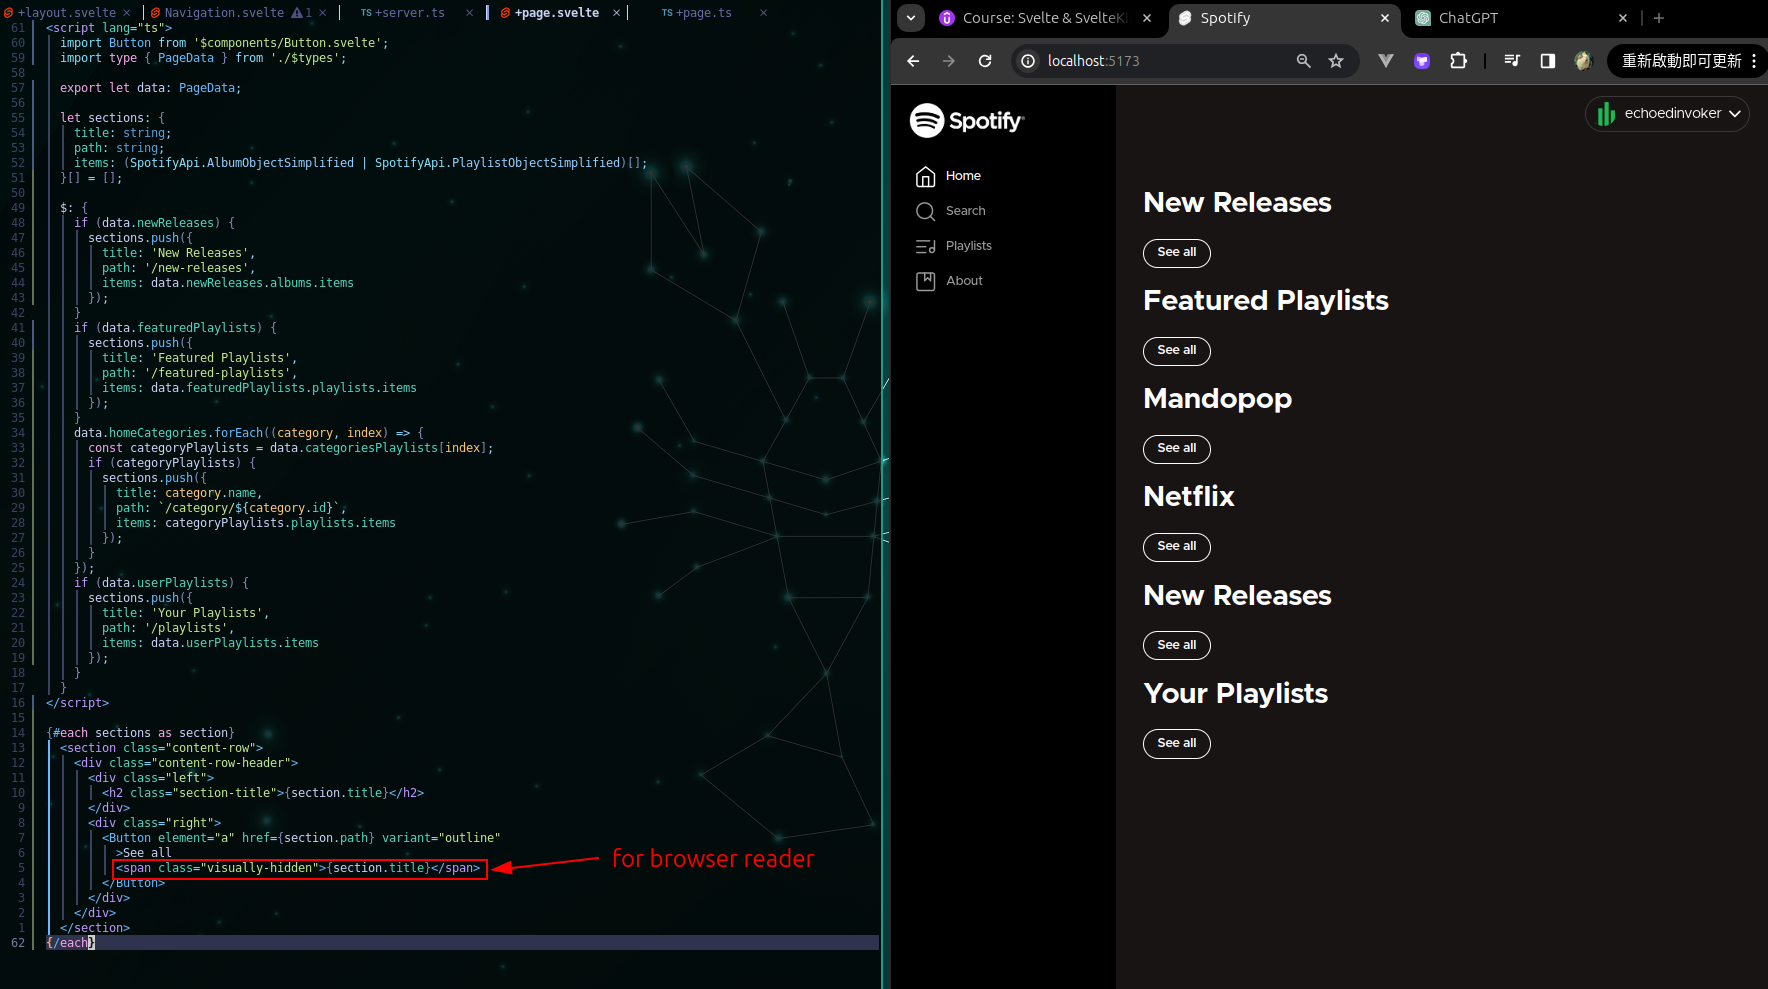 +layout.svelte × Navigation.svelte 1 × TS +server.ts × +page.svelte × TS +page.ts ×
61 <script lang="ts">
60 import Button from '$components/Button.svelte';
59 import type { PageData } from './$types';
58
57 export let data: PageData;
56
55 let sections: {
54 title: string;
53 path: string;
52 items: (SpotifyApi.AlbumObjectSimplified | SpotifyApi.PlaylistObjectSimplified)[];
51 }[] = [];
50
49 $: {
48 if (data.newReleases) {
47 sections.push({
46 title: 'New Releases',
45 path: '/new-releases',
44 items: data.newReleases.albums.items
43 });
42 }
41 if (data.featuredPlaylists) {
40 sections.push({
39 title: 'Featured Playlists',
38 path: '/featured-playlists',
37 items: data.featuredPlaylists.playlists.items
36 });
35 }
34 data.homeCategories.forEach((category, index) => {
33 const categoryPlaylists = data.categoriesPlaylists[index];
32 if (categoryPlaylists) {
31 sections.push({
30 title: category.name,
29 path: `/category/${category.id}`,
28 items: categoryPlaylists.playlists.items
27 });
26 }
25 });
24 if (data.userPlaylists) {
23 sections.push({
22 title: 'Your Playlists',
21 path: '/playlists',
20 items: data.userPlaylists.items
19 });
18 }
17 }
16 </script>
15
14 {#each sections as section}
13 <section class="content-row">
12 <div class="content-row-header">
11 <div class="left">
10 <h2 class="section-title">{section.title}</h2>
9 </div>
8 <div class="right">
7 <Button element="a" href={section.path} variant="outline"
6 >See all
5 <span class="visually-hidden">{section.title}</span>
4 </Button>
3 </div>
2 </div>
1 </section>
62 {/each}
for browser reader
Course: Svelte & SvelteKi × Spotify × ChatGPT ×
localhost:5173 重新啟動即可更新
Spotify
echoedinvoker
Home
Search
Playlists
About
New Releases
See all
Featured Playlists
See all
Mandopop
See all
Netflix
See all
New Releases
See all
Your Playlists
See all